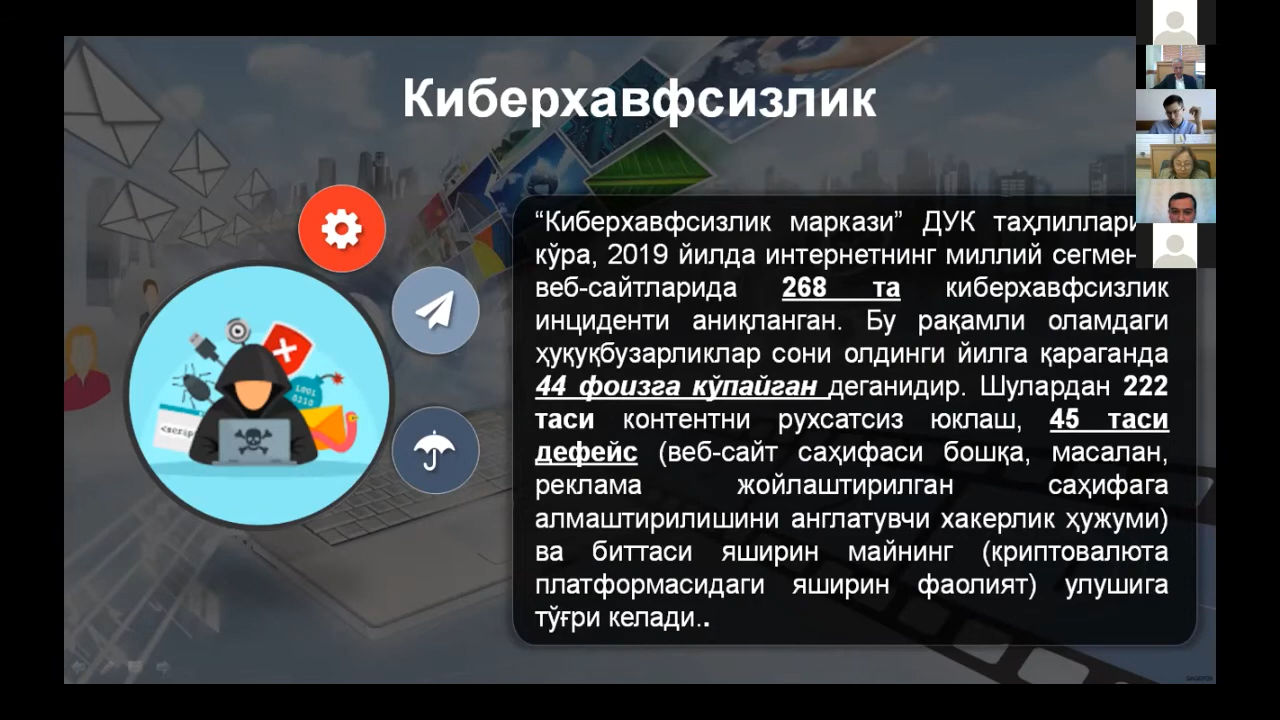 Киберхавфсизлик
“Киберхавфсизлик маркази” ДУК
кўра, 2019 йилда интернетнинг миллий
веб-сайтларида 268 та киберхавфсизлик
инциденти аниқланган. Бу рақамли оламдаги
ҳуқуқбузарликлар сони олдинги йилга қараганда
44 фоизга кўпайган деганидир. Шулардан 222
таси контентни рухсатсиз юклаш, 45 таси
дефейс (веб-сайт саҳифаси бошқа, масалан,
реклама жойлаштирилган саҳифага
алмаштирилишини англатувчи хакерлик ҳужуми)
ва биттаси яширин майнинг (криптовалюта
платформасидаги яширин фаолият) улушига
тўғри келади..